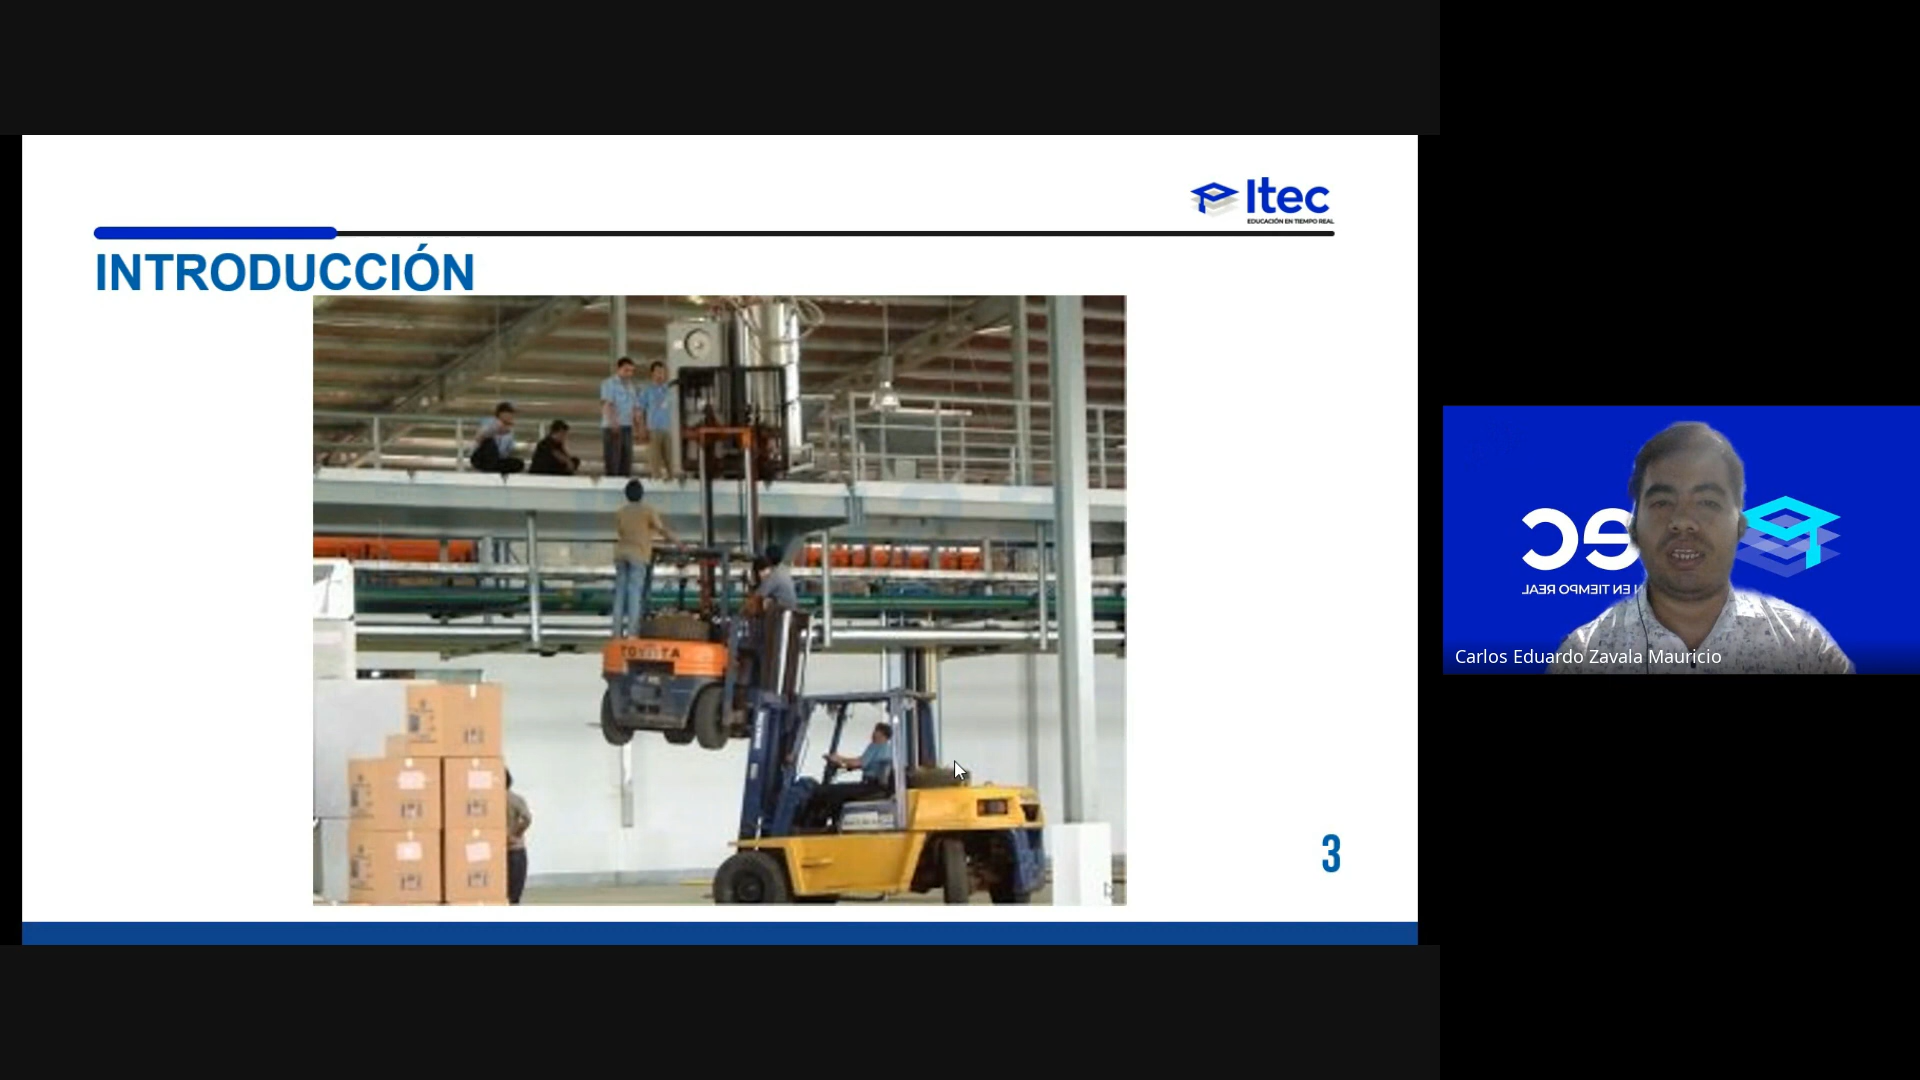 Itec
EDUCACIÓN EN TIEMPO REAL
INTRODUCCIÓN
TOYOTA
3
EN TIEMPO REAL
Carlos Eduardo Zavala Mauricio